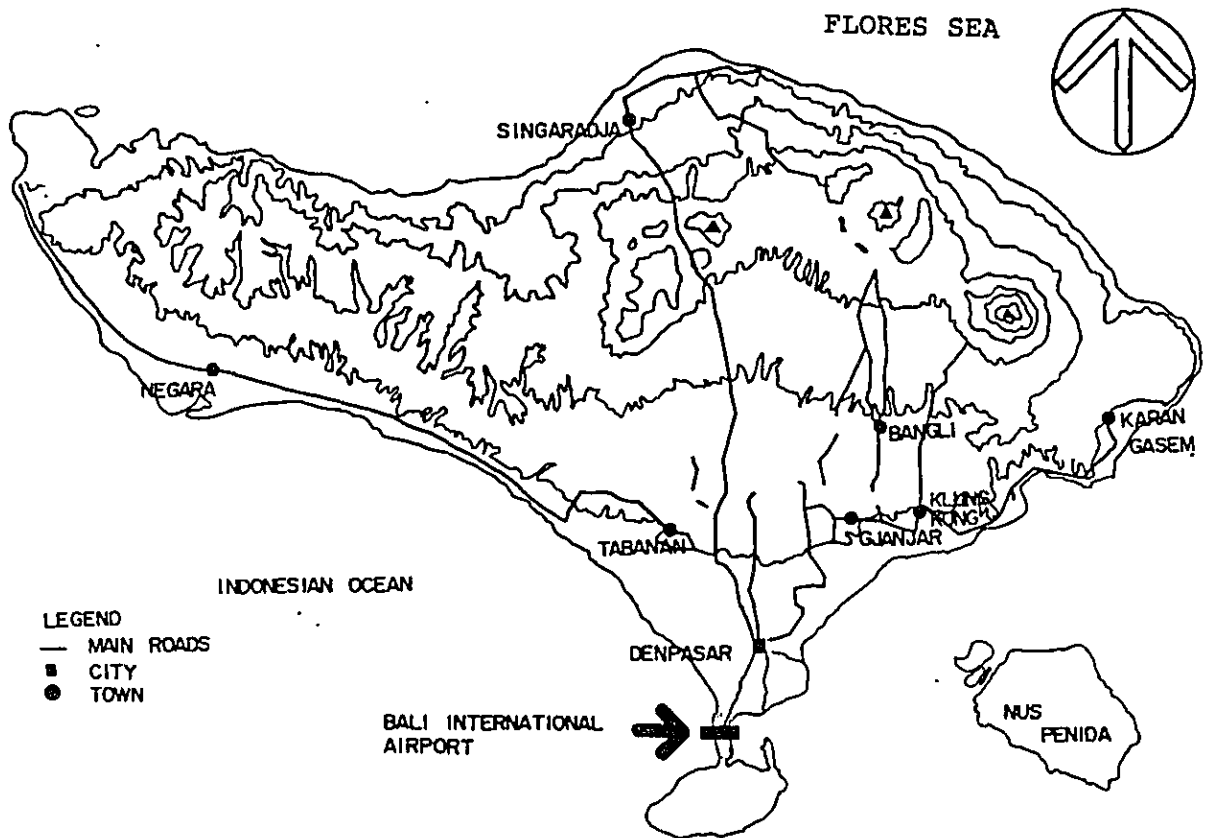 FLORES SEA
SINGARADJA
NEGARA
BANGLI
KARAN
GASEM
KLUNG
KUNG
GJANJAR
TABANAN
INDONESIAN OCEAN
LEGEND
MAIN ROADS
CITY
TOWN
DENPASAR
BALI INTERNATIONAL
AIRPORT
NUS
PENIDA